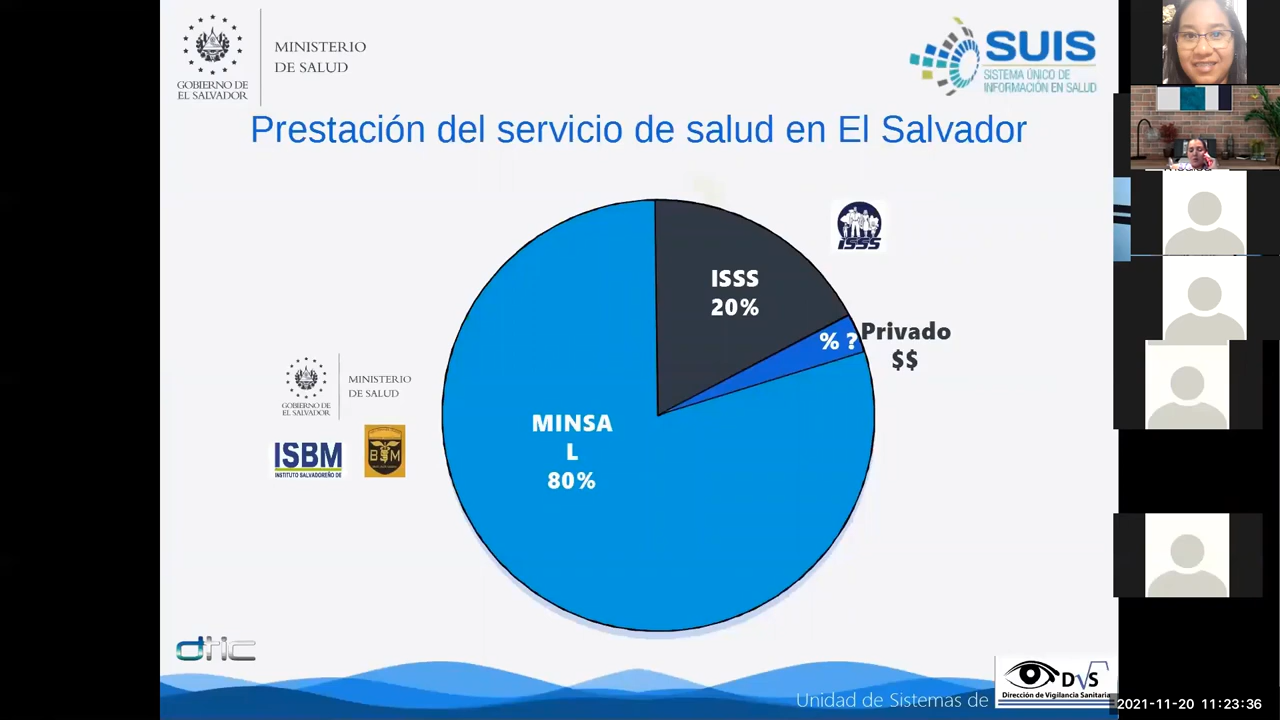 MINISTERIO
DE SALUD
GOBIERNO DE
EL SALVADOR
SUIS
SISTEMA ÚNICO DE
INFORMACIÓN EN SALUD
Prestación del servicio de salud en El Salvador
ISSS
ISSS
20%
% ?
Privado
$$
MINISTERIO
DE SALUD
GOBIERNO DE
EL SALVADOR
MINSA
L
80%
ISBM
INSTITUTO SALVADOREÑO DE
BSM
dtic
Unidad de Sistemas de
DVS
Dirección de Vigilancia Sanitaria
2021-11-20 11:23:36